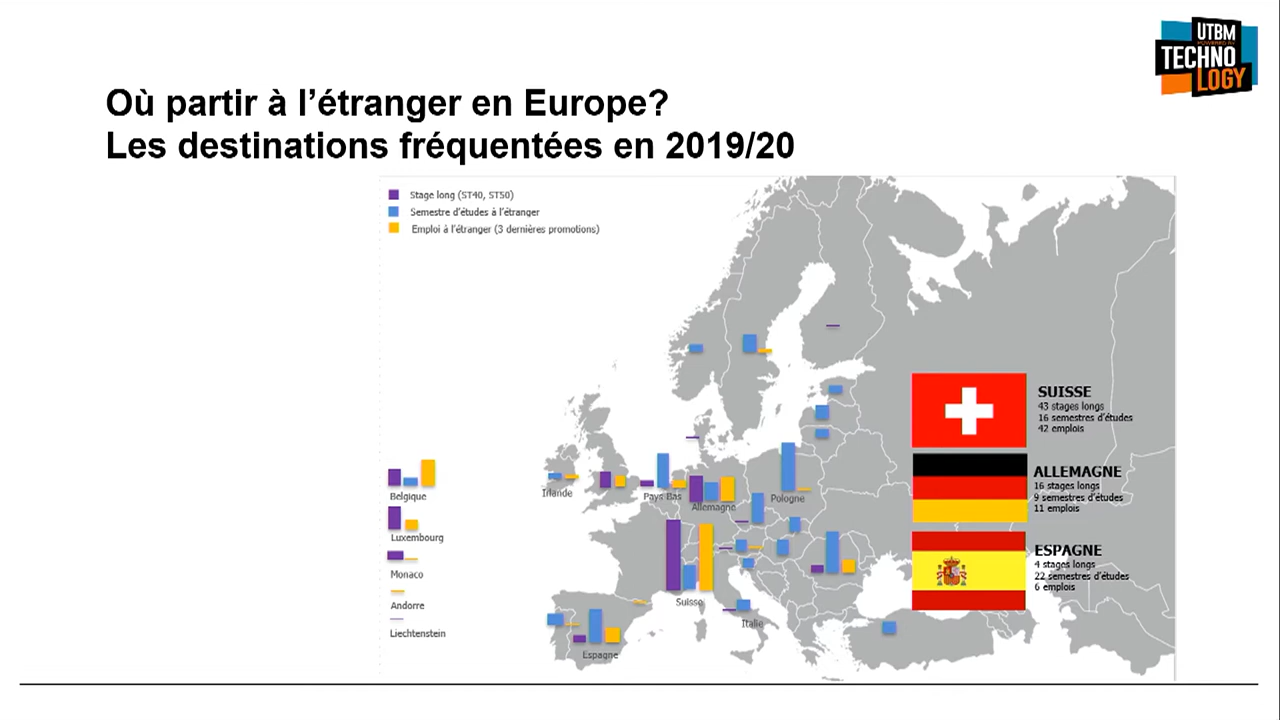 UTBM
TECHNO
LOGY
Où partir à l’étranger en Europe?
Les destinations fréquentées en 2019/20
Stage long (ST40, ST50)
Semestre d’études à l’étranger
Emploi à l’étranger (3 dernières promotions)
SUISSE
43 stages longs
16 semestres d’études
42 emplois
ALLEMAGNE
16 stages longs
9 semestres d’études
11 emplois
ESPAGNE
4 stages longs
22 semestres d’études
6 emplois
Belgique
Luxembourg
Monaco
Andorre
Liechtenstein
Irlande
Pays Bas
Allemagne
Pologne
Suisse
Italie
Espagne